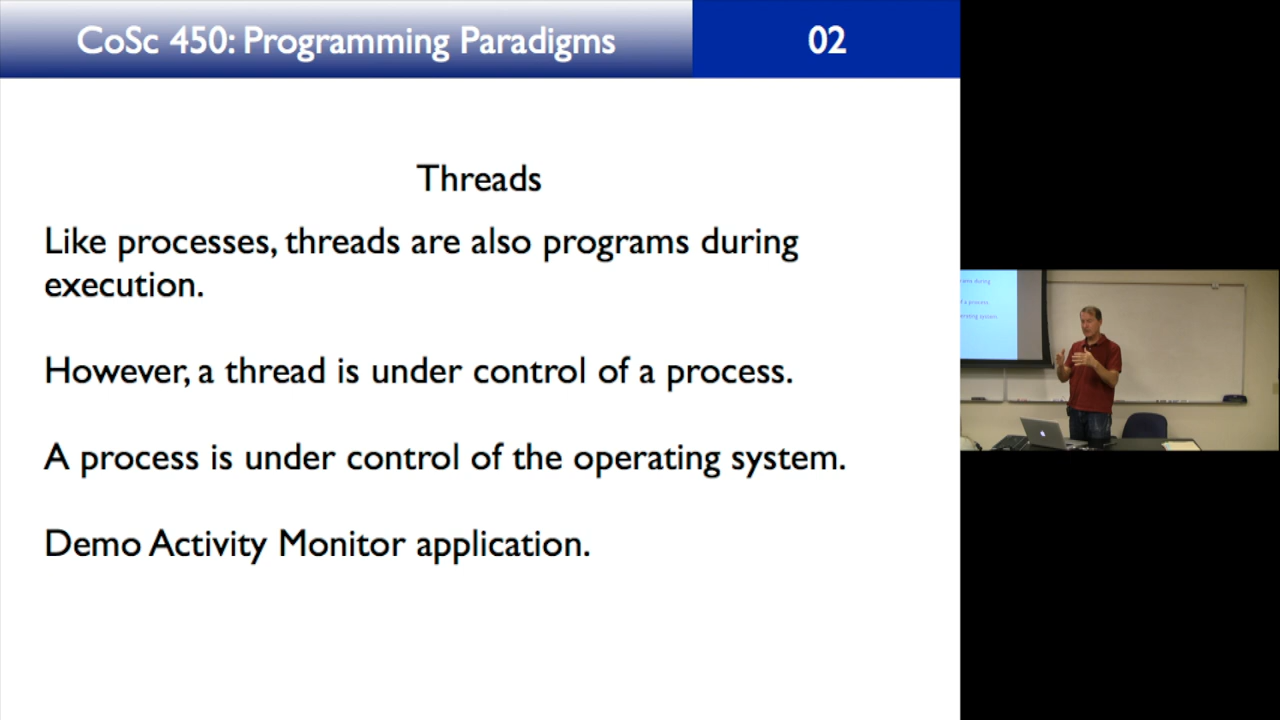 CoSc 450: Programming Paradigms
02
Threads
Like processes, threads are also programs during
execution.
However, a thread is under control of a process.
A process is under control of the operating system.
Demo Activity Monitor application.